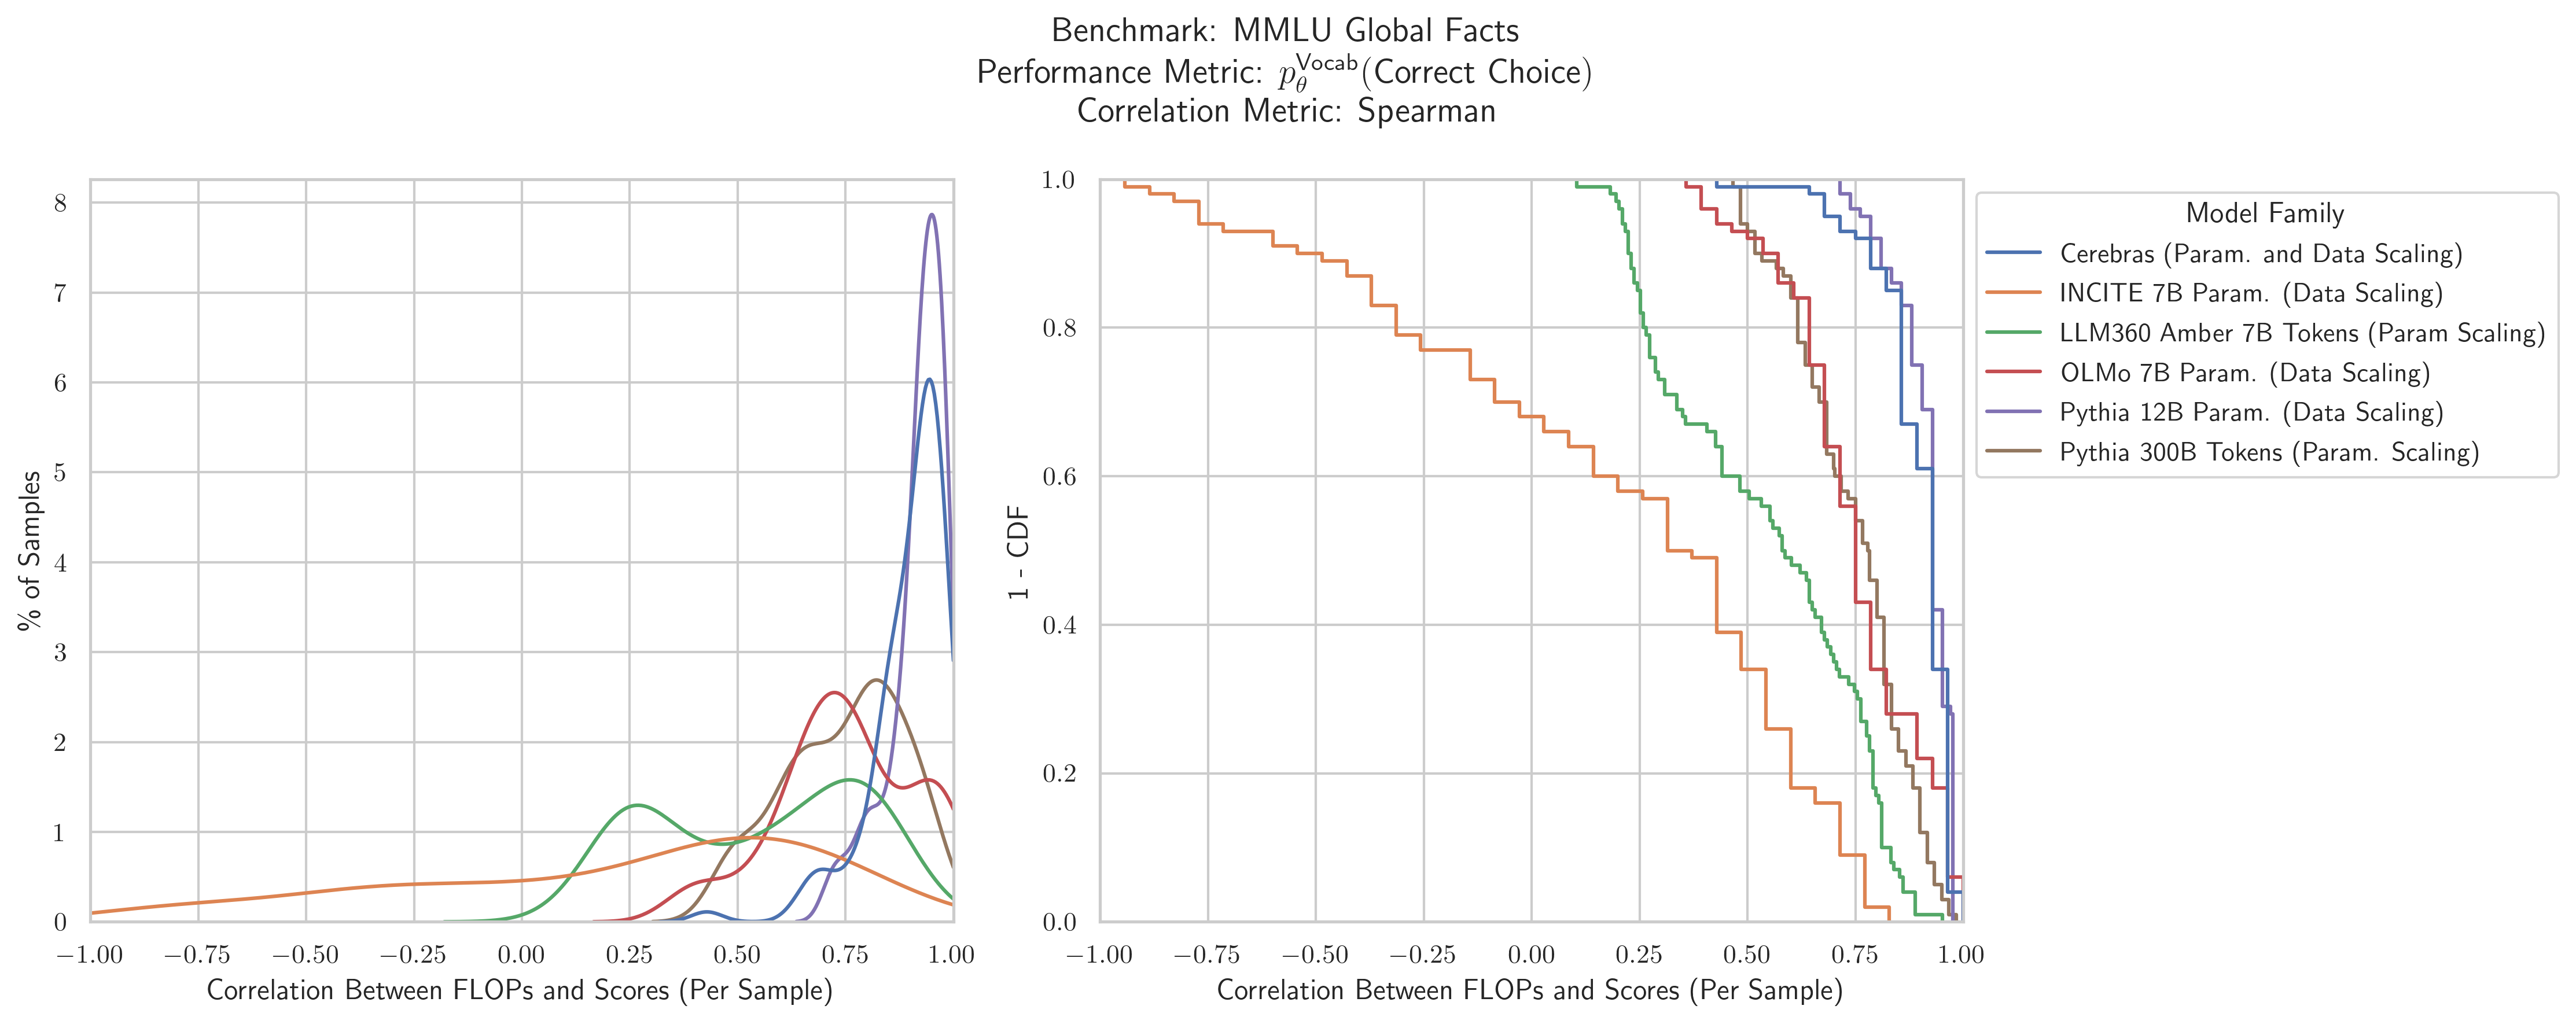 Benchmark: MMLU Global Facts
Performance Metric: $p_\theta^{\text{Vocab}}$(Correct Choice)
Correlation Metric: Spearman
8
7
6
5
4
3
2
1
0
% of Samples
−1.00 −0.75 −0.50 −0.25 0.00 0.25 0.50 0.75 1.00
Correlation Between FLOPs and Scores (Per Sample)
1.0
0.8
0.6
0.4
0.2
0.0
1 - CDF
−1.00 −0.75 −0.50 −0.25 0.00 0.25 0.50 0.75 1.00
Correlation Between FLOPs and Scores (Per Sample)
Model Family
Cerebras (Param. and Data Scaling)
INCITE 7B Param. (Data Scaling)
LLM360 Amber 7B Tokens (Param Scaling)
OLMo 7B Param. (Data Scaling)
Pythia 12B Param. (Data Scaling)
Pythia 300B Tokens (Param. Scaling)